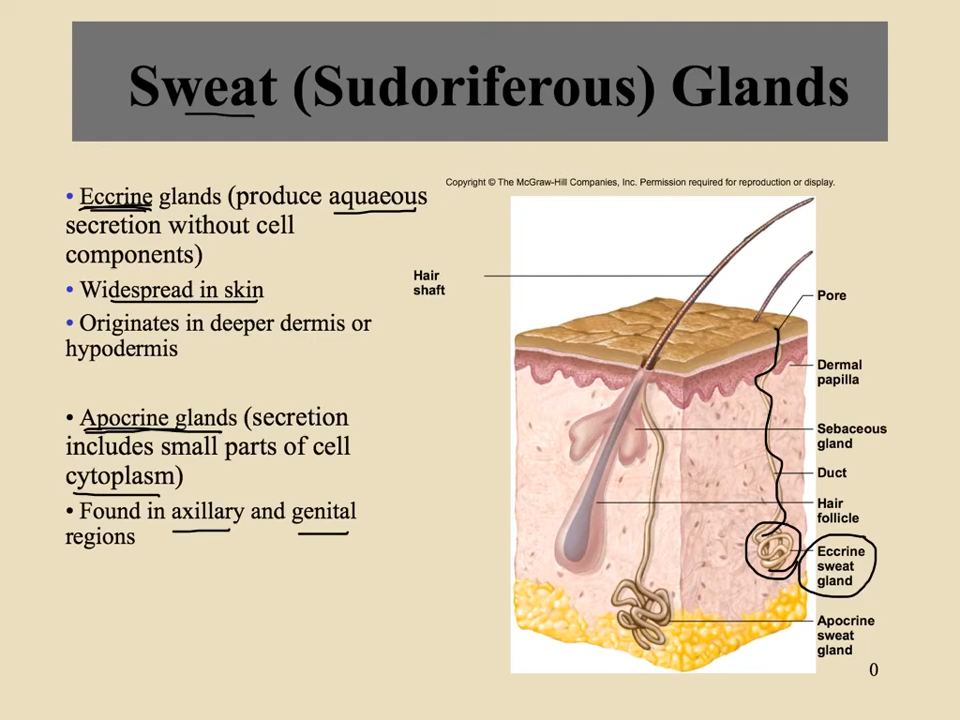 Sweat (Sudoriferous) Glands
• Eccrine glands (produce aquaeous
secretion without cell
components)
• Widespread in skin
• Originates in deeper dermis or
hypodermis
• Apocrine glands (secretion
includes small parts of cell
cytoplasm)
• Found in axillary and genital
regions
Copyright © The McGraw-Hill Companies, Inc. Permission required for reproduction or display.
Hair
shaft
Pore
Dermal
papilla
Sebaceous
gland
Duct
Hair
follicle
Eccrine
sweat
gland
Apocrine
sweat
gland
0